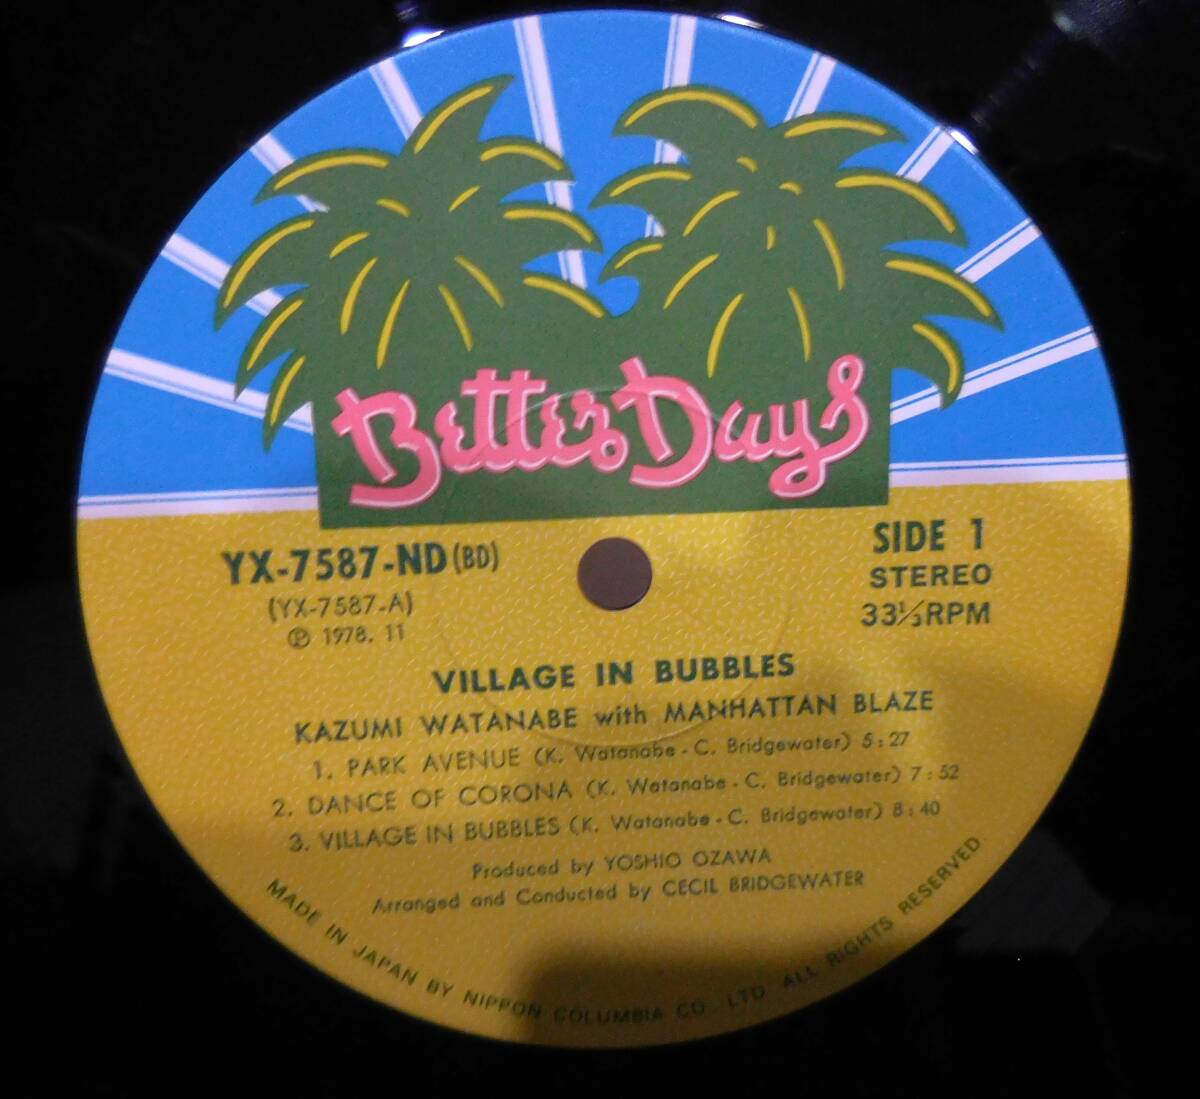 Better Days
YX-7587-ND (BD)
(YX-7587-A)
Ⓟ 1978. 11
SIDE 1
STEREO
33⅓RPM
VILLAGE IN BUBBLES
KAZUMI WATANABE with MANHATTAN BLAZE
1. PARK AVENUE (K. Watanabe - C. Bridgewater) 5:27
2. DANCE OF CORONA (K. Watanabe - C. Bridgewater) 7:52
3. VILLAGE IN BUBBLES (K. Watanabe - C. Bridgewater) 8:40
Produced by YOSHIO OZAWA
Arranged and Conducted by CECIL BRIDGEWATER
MADE IN JAPAN BY NIPPON COLUMBIA CO. LTD ALL RIGHTS RESERVED